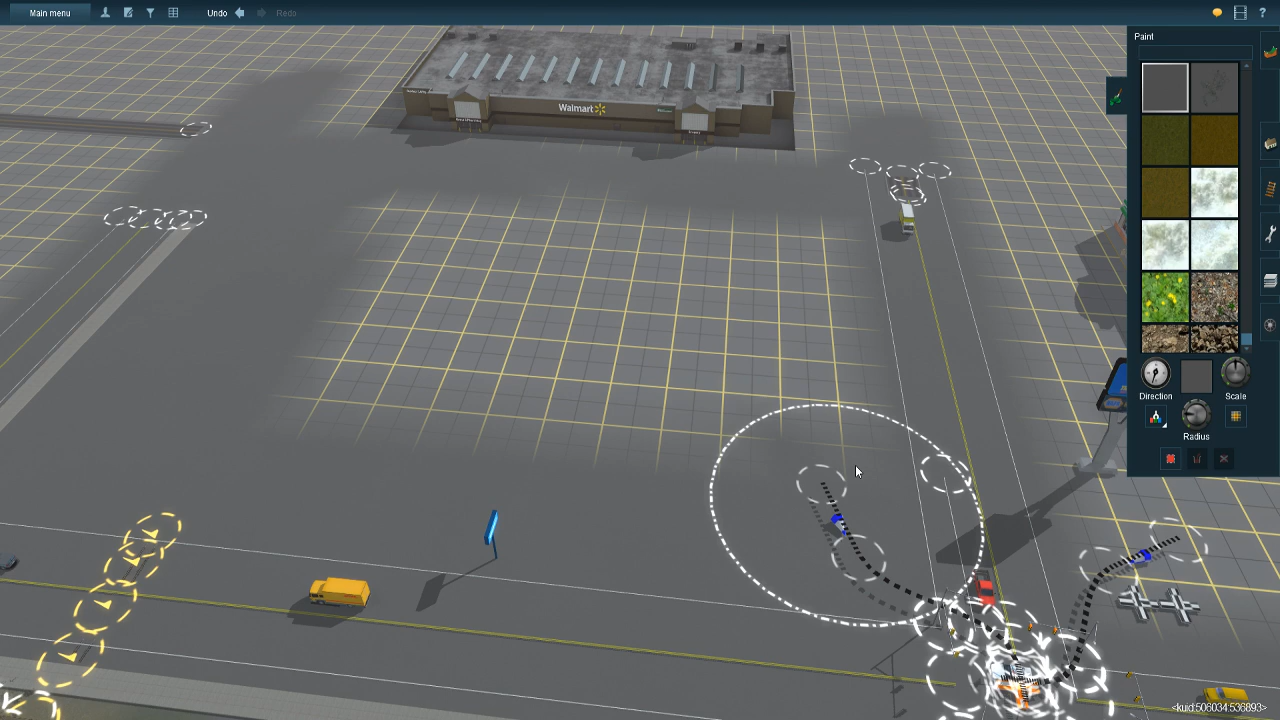 Main menu
Undo
Redo
Paint
Walmart
Direction
Scale
Radius
<kuid:506034:536893>